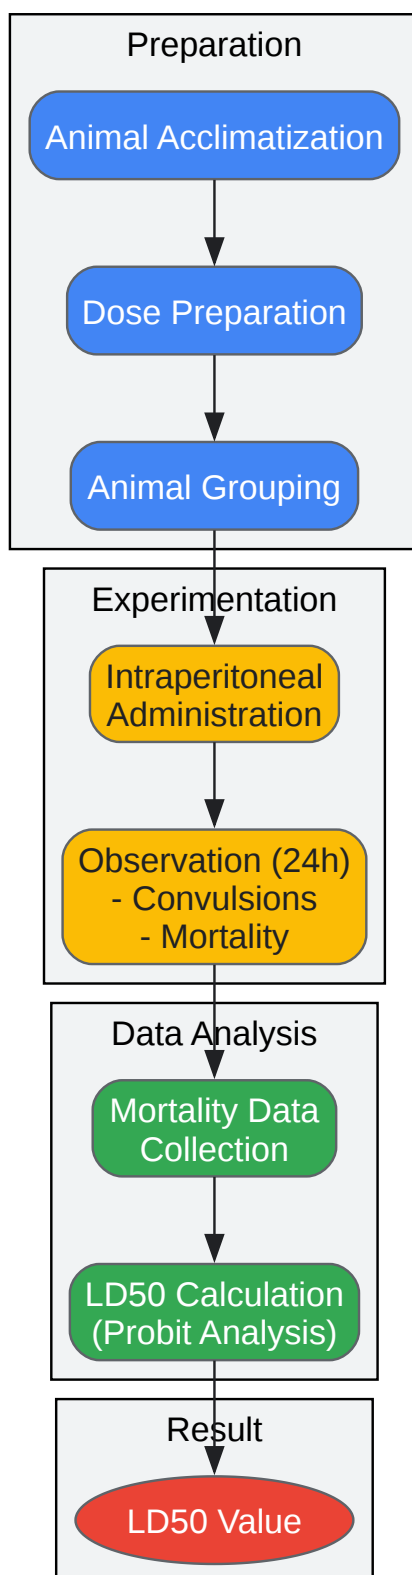 Preparation
Animal Acclimatization
Dose Preparation
Animal Grouping
Experimentation
Intraperitoneal
Administration
Observation (24h)
- Convulsions
- Mortality
Data Analysis
Mortality Data
Collection
LD50 Calculation
(Probit Analysis)
Result
LD50 Value